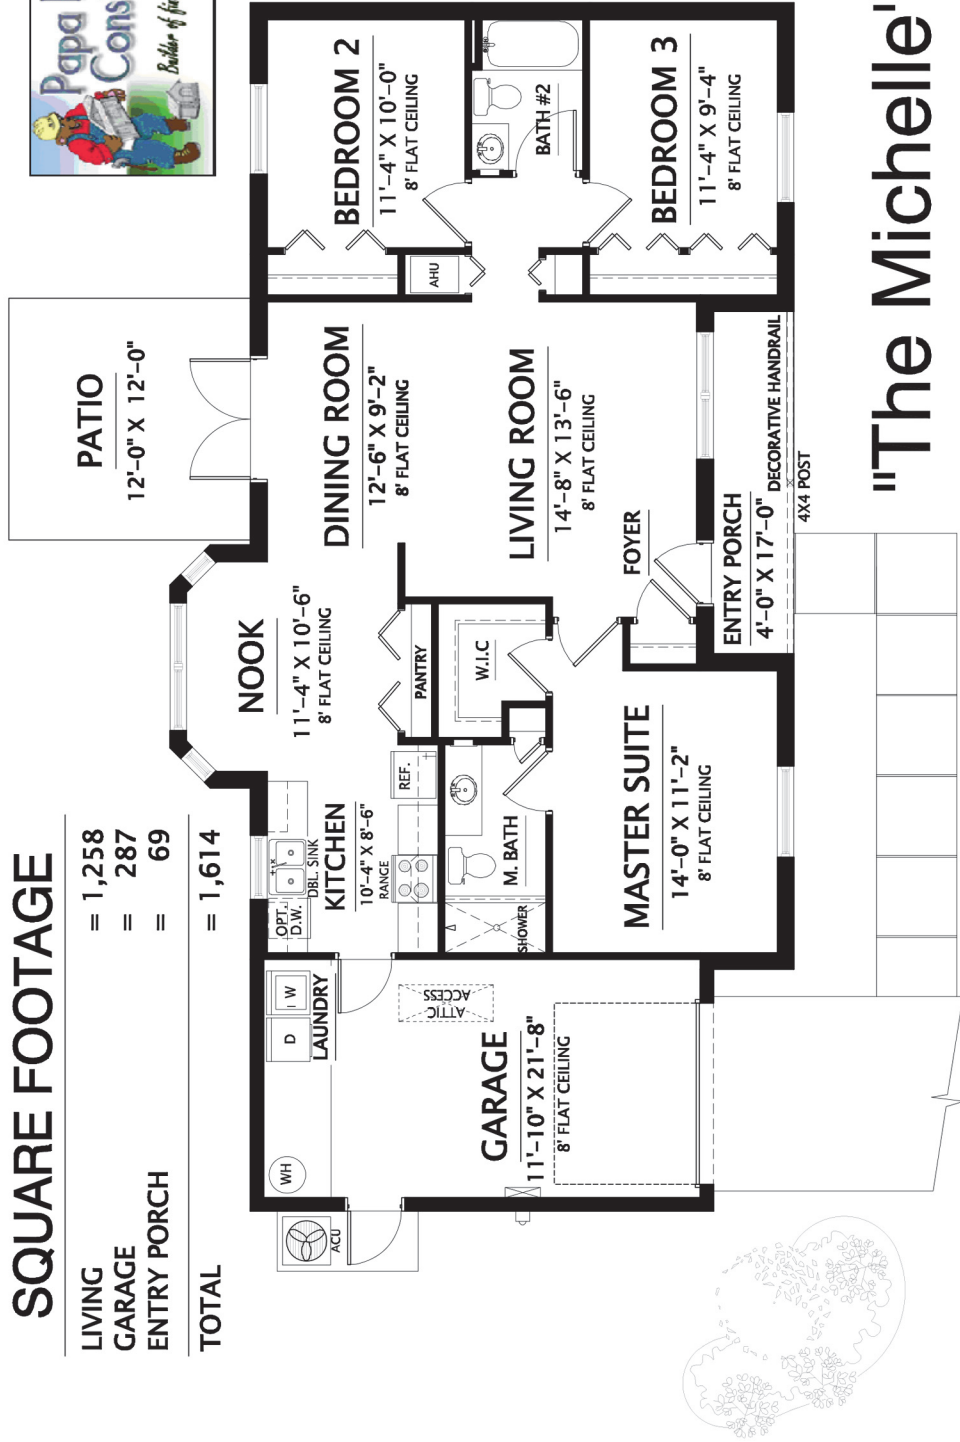 SQUARE FOOTAGE
LIVING = 1,258
GARAGE = 287
ENTRY PORCH = 69
TOTAL = 1,614
Papa
Cons
Builder of
PATIO
12'-0" X 12'-0"
NOOK
11'-4" X 10'-6"
8' FLAT CEILING
DINING ROOM
12'-6" X 9'-2"
8' FLAT CEILING
BEDROOM 2
11'-4" X 10'-0"
8' FLAT CEILING
AHU
BATH #2
BEDROOM 3
11'-4" X 9'-4"
8' FLAT CEILING
LIVING ROOM
14'-8" X 13'-6"
8' FLAT CEILING
FOYER
ENTRY PORCH
4'-0" X 17'-0"
DECORATIVE HANDRAIL
4X4 POST
PANTRY
W.I.C
OPT.
D.W.
DBL. SINK
KITCHEN
10'-4" X 8'-6"
RANGE
REF.
M. BATH
SHOWER
MASTER SUITE
14'-0" X 11'-2"
8' FLAT CEILING
D
W
LAUNDRY
WH
ACU
ATTIC
ACCESS
GARAGE
11'-10" X 21'-8"
8' FLAT CEILING
"The Michelle"